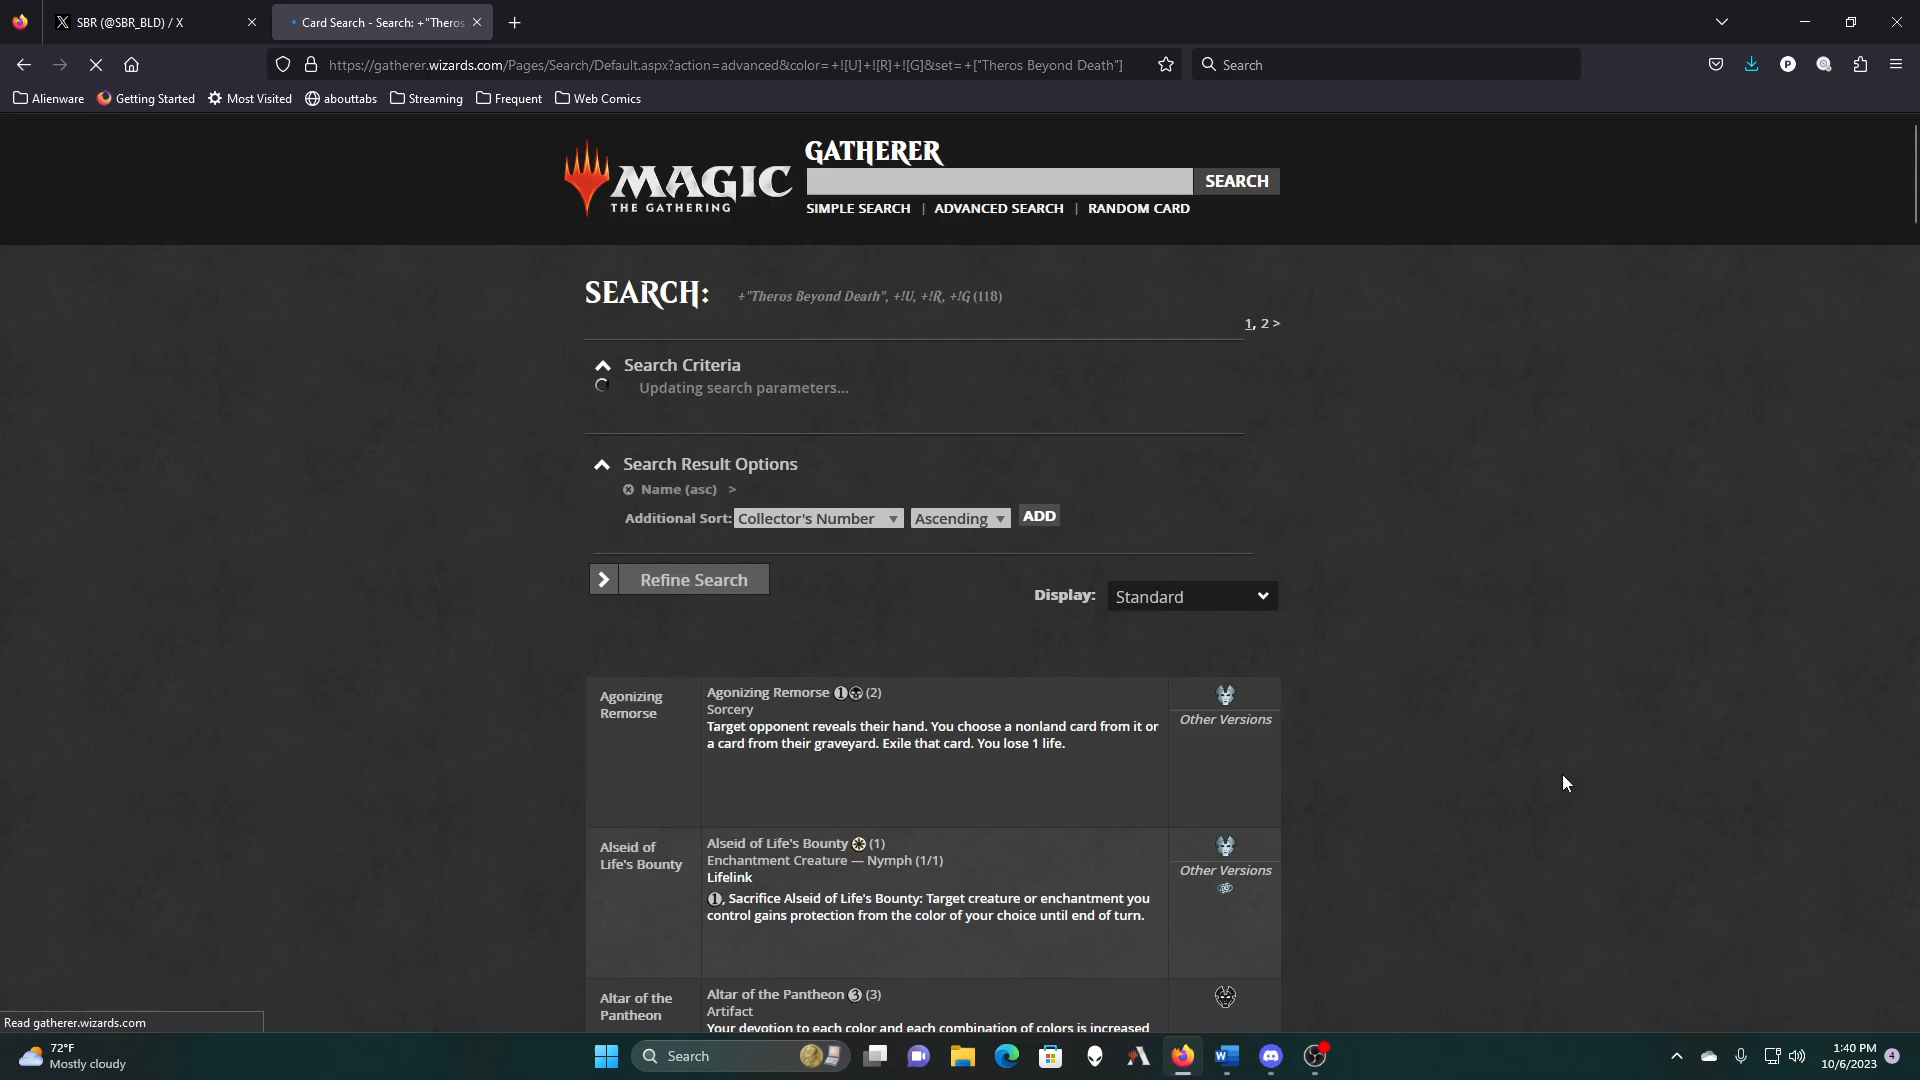 SBR (@SBR_BLD) / X
Card Search - Search: +"Theros
https://gatherer.wizards.com/Pages/Search/Default.aspx?action=advanced&color=+![U]+![R]+![G]&set=+["Theros Beyond Death"]
Search
Alienware
Getting Started
Most Visited
abouttabs
Streaming
Frequent
Web Comics
MAGIC
THE GATHERING
GATHERER
SEARCH
SIMPLE SEARCH | ADVANCED SEARCH | RANDOM CARD
SEARCH: +"Theros Beyond Death", +!U, +!R, +!G (118)
1, 2 >
Search Criteria
Updating search parameters...
Search Result Options
Name (asc) >
Additional Sort: Collector's Number Ascending ADD
Refine Search
Display: Standard
Agonizing
Remorse
Agonizing Remorse 1 (2)
Sorcery
Target opponent reveals their hand. You choose a nonland card from it or
a card from their graveyard. Exile that card. You lose 1 life.
Other Versions
Alseid of
Life's Bounty
Alseid of Life's Bounty (1)
Enchantment Creature — Nymph (1/1)
Lifelink
1, Sacrifice Alseid of Life's Bounty: Target creature or enchantment you
control gains protection from the color of your choice until end of turn.
Other Versions
Altar of the
Pantheon
Altar of the Pantheon 3 (3)
Artifact
Your devotion to each color and each combination of colors is increased
Read gatherer.wizards.com
72°F
Mostly cloudy
Search
1:40 PM
10/6/2023
4